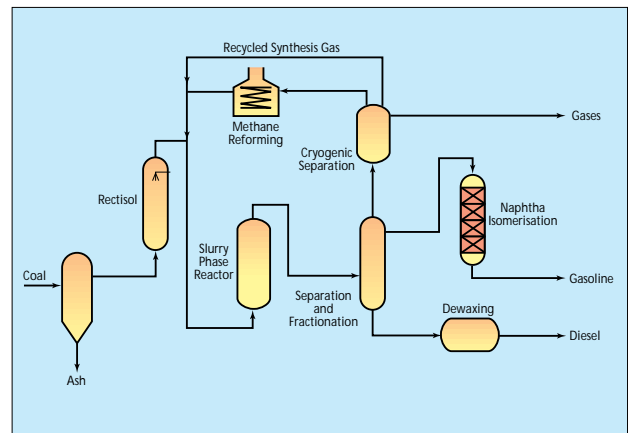 Recycled Synthesis Gas
Methane
Reforming
Gases
Cryogenic
Separation
Rectisol
Naphtha
Isomerisation
Slurry
Phase
Reactor
Coal
Separation
and
Fractionation
Gasoline
Dewaxing
Diesel
Ash